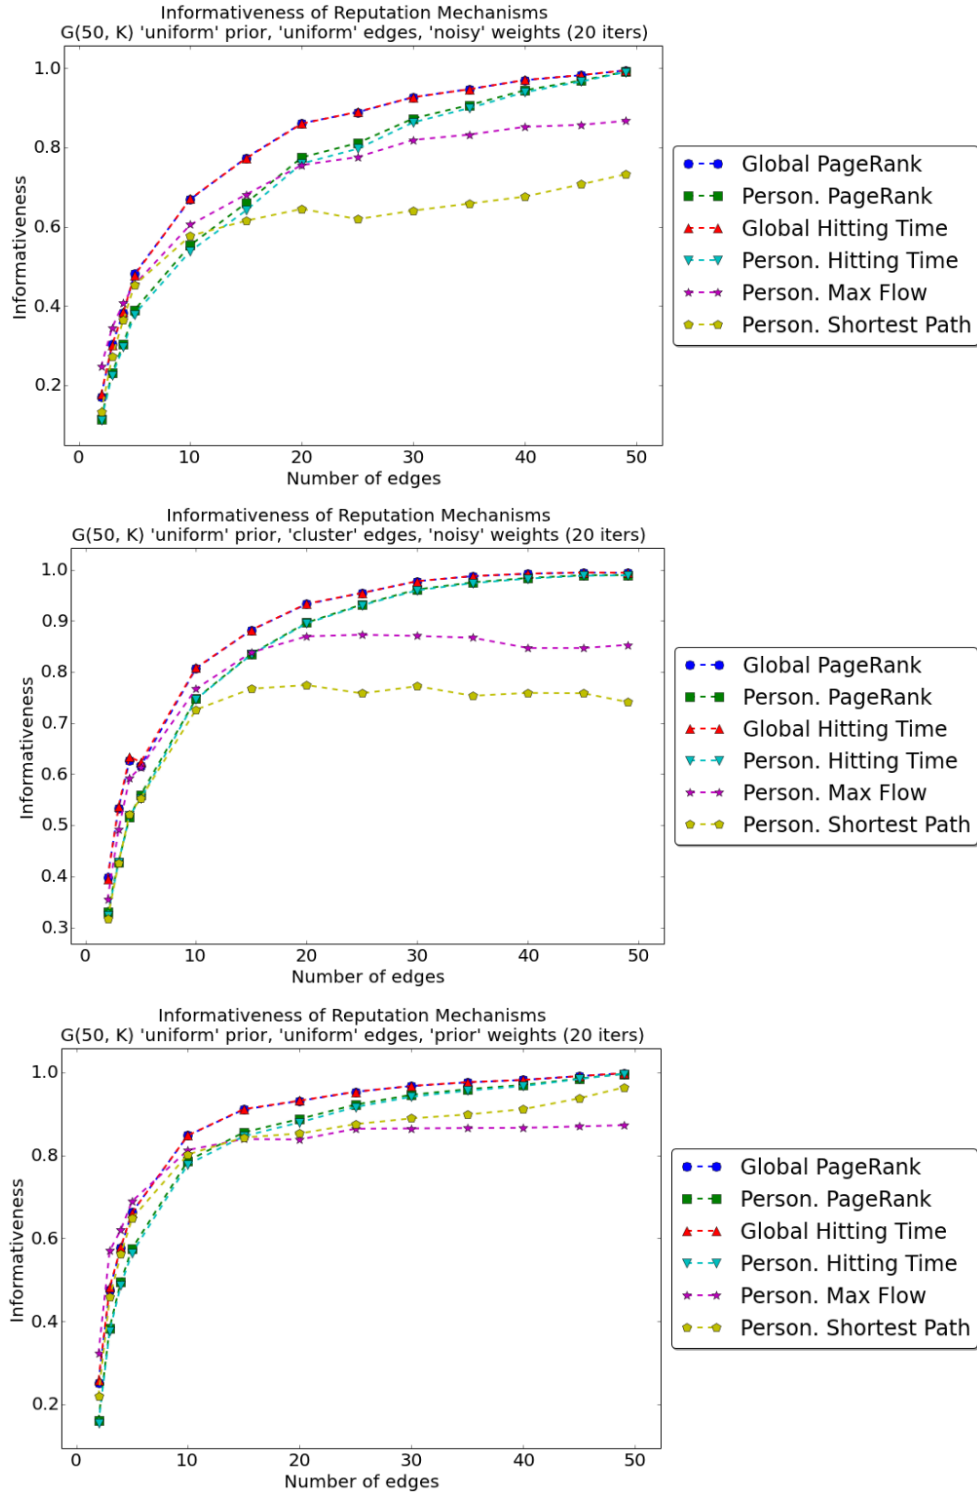 Informativeness of Reputation Mechanisms
G(50, K) 'uniform' prior, 'uniform' edges, 'noisy' weights (20 iters)
1.0
0.8
0.6
0.4
0.2
Informativeness
0 10 20 30 40 50
Number of edges
Global PageRank
Person. PageRank
Global Hitting Time
Person. Hitting Time
Person. Max Flow
Person. Shortest Path
Informativeness of Reputation Mechanisms
G(50, K) 'uniform' prior, 'cluster' edges, 'noisy' weights (20 iters)
1.0
0.9
0.8
0.7
0.6
0.5
0.4
0.3
Informativeness
0 10 20 30 40 50
Number of edges
Global PageRank
Person. PageRank
Global Hitting Time
Person. Hitting Time
Person. Max Flow
Person. Shortest Path
Informativeness of Reputation Mechanisms
G(50, K) 'uniform' prior, 'uniform' edges, 'prior' weights (20 iters)
1.0
0.8
0.6
0.4
0.2
Informativeness
0 10 20 30 40 50
Number of edges
Global PageRank
Person. PageRank
Global Hitting Time
Person. Hitting Time
Person. Max Flow
Person. Shortest Path